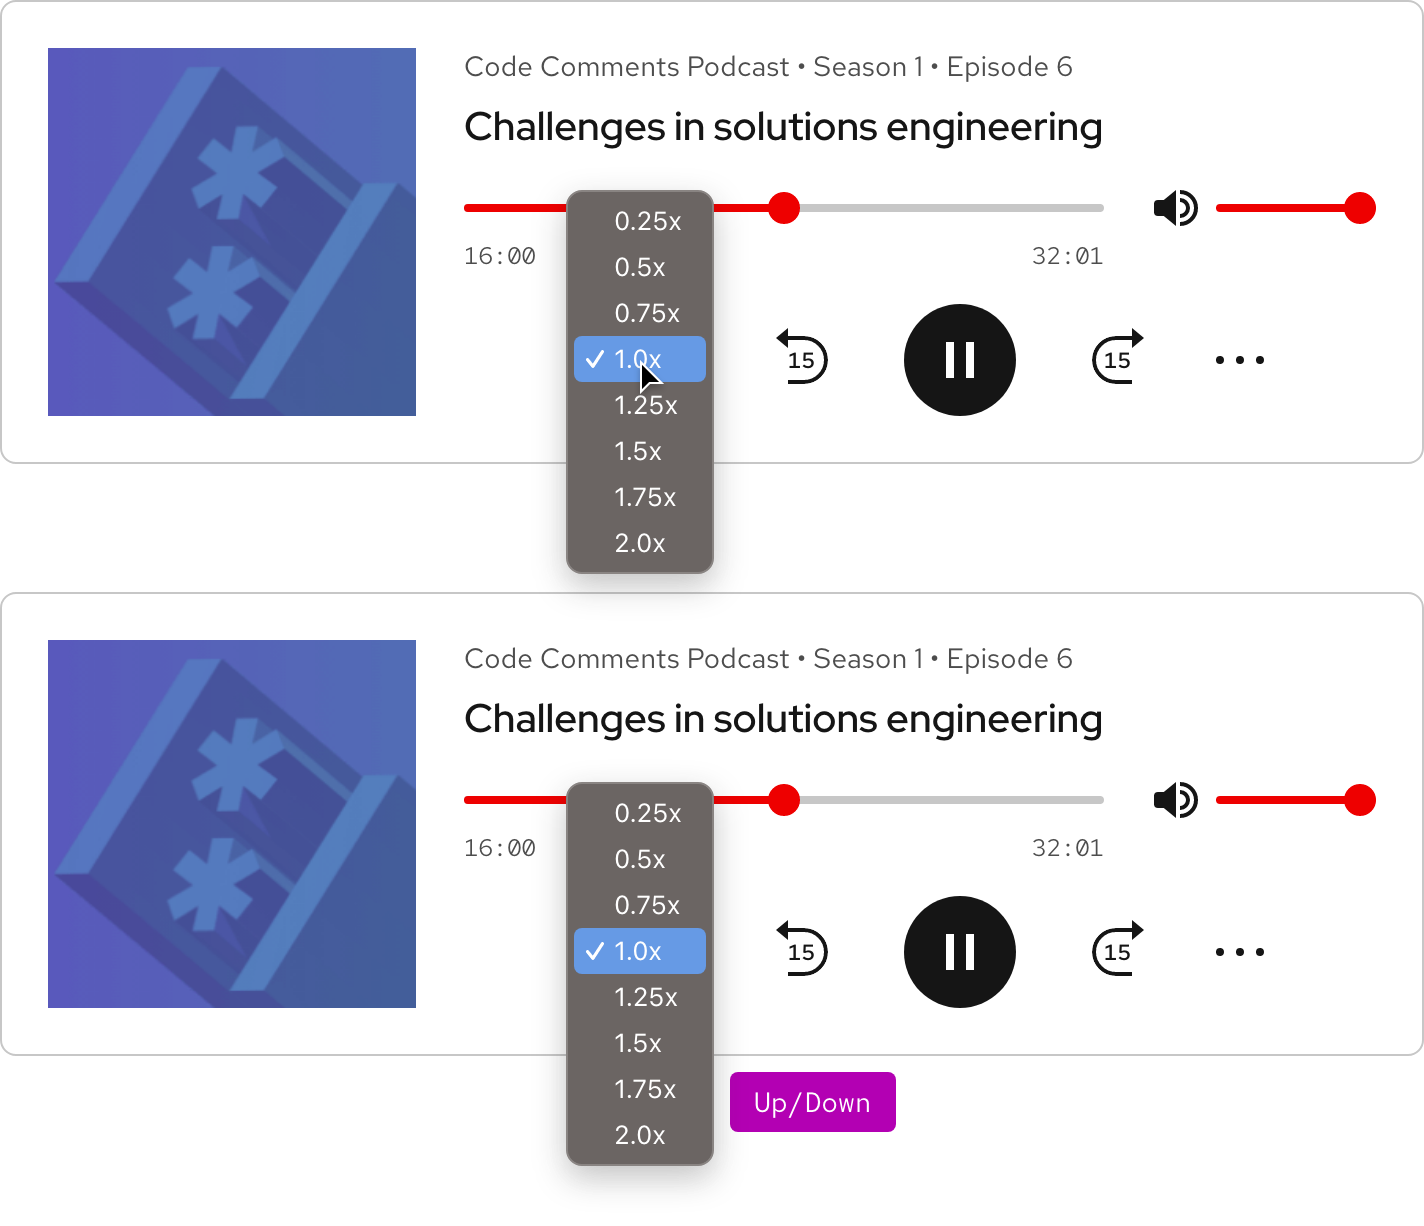 Code Comments Podcast • Season 1 • Episode 6
Challenges in solutions engineering
16:00
32:01
0.25x
0.5x
0.75x
✓ 1.0x
1.25x
1.5x
1.75x
2.0x
15
15
Code Comments Podcast • Season 1 • Episode 6
Challenges in solutions engineering
16:00
32:01
0.25x
0.5x
0.75x
✓ 1.0x
1.25x
1.5x
1.75x
2.0x
15
15
Up/Down